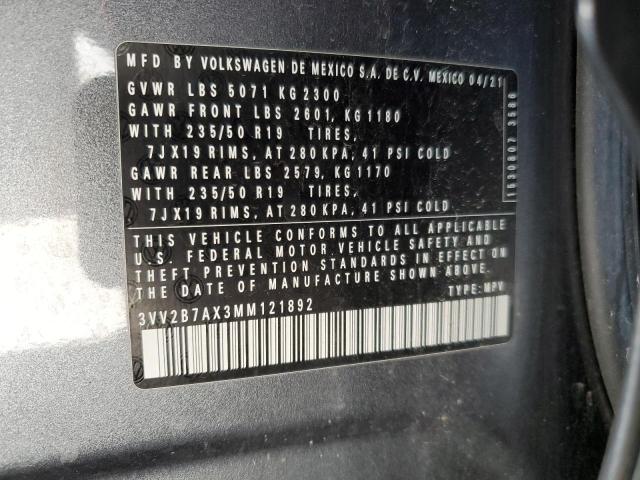 MFD BY VOLKSWAGEN DE MEXICO S.A. DE C.V. MEXICO 04/21
GVWR LBS 5071 KG 2300
GAWR FRONT LBS 2601, KG 1180
WITH 235/50 R19 TIRES,
7JX19 RIMS, AT 280 KPA, 41 PSI COLD
GAWR REAR LBS 2579, KG 1170
WITH 235/50 R19 TIRES,
7JX19 RIMS, AT 280 KPA, 41 PSI COLD
THIS VEHICLE CONFORMS TO ALL APPLICABLE
U.S. FEDERAL MOTOR VEHICLE SAFETY AND
THEFT PREVENTION STANDARDS IN EFFECT ON
THE DATE OF MANUFACTURE SHOWN ABOVE.
TYPE: MPV
3VV2B7AX3MM121892
1530807 3580